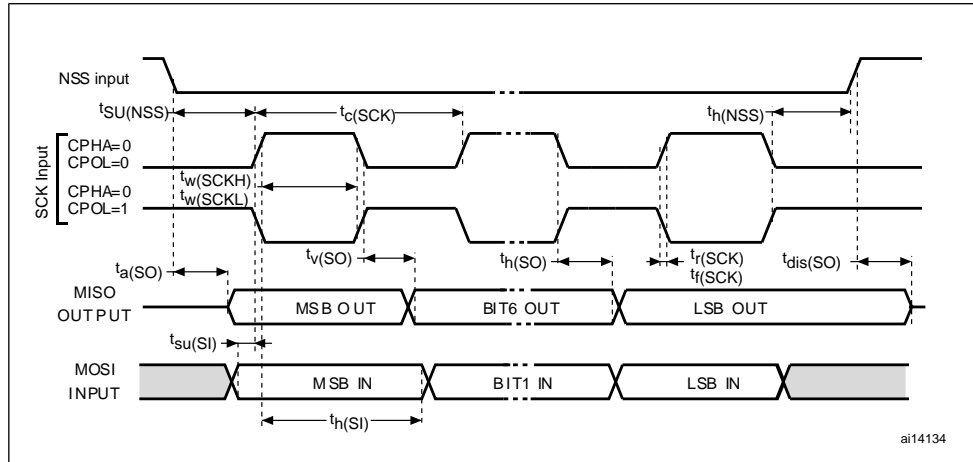 NSS input
tSU(NSS)
tc(SCK)
th(NSS)
SCK Input
CPHA=0
CPOL=0
tw(SCKH)
CPHA=0
tw(SCKL)
CPOL=1
ta(SO)
tv(SO)
th(SO)
tr(SCK)
tf(SCK)
tdis(SO)
MISO
OUTPUT
MSB OUT
BIT6 OUT
LSB OUT
tsu(SI)
MOSI
INPUT
MSB IN
BIT1 IN
LSB IN
th(SI)
ai14134